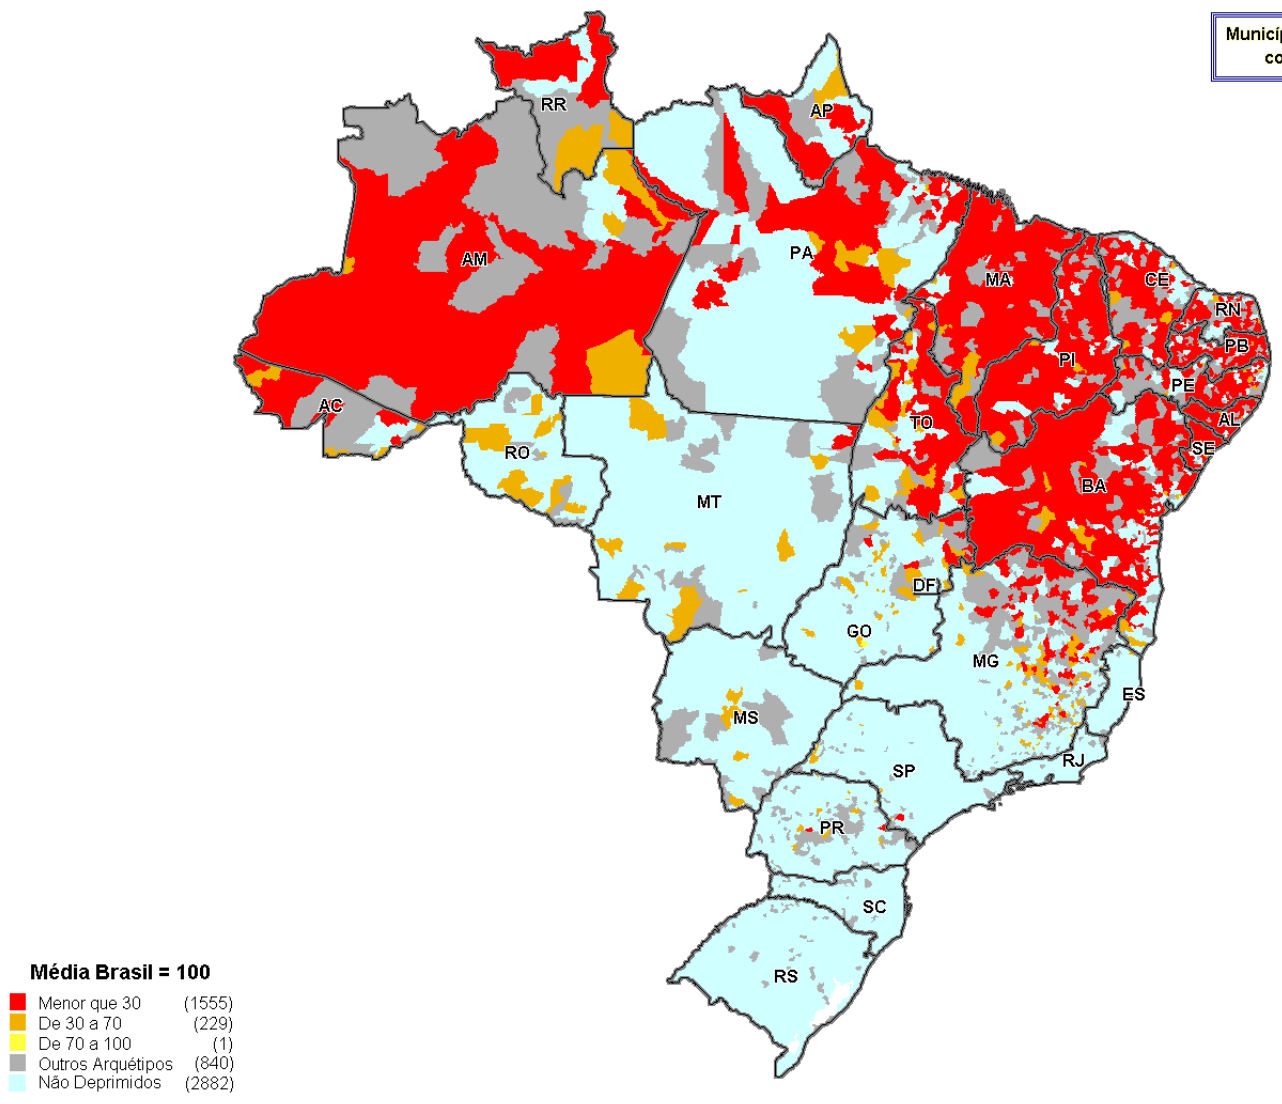 Municíp
co
RR
AP
AM
PA
MA
CE
RN
PB
PI
PE
AC
AL
TO
SE
RO
BA
MT
DF
GO
MG
ES
MS
RJ
SP
PR
SC
RS
Média Brasil = 100
Menor que 30 (1555)
De 30 a 70 (229)
De 70 a 100 (1)
Outros Arquétipos (840)
Não Deprimidos (2882)